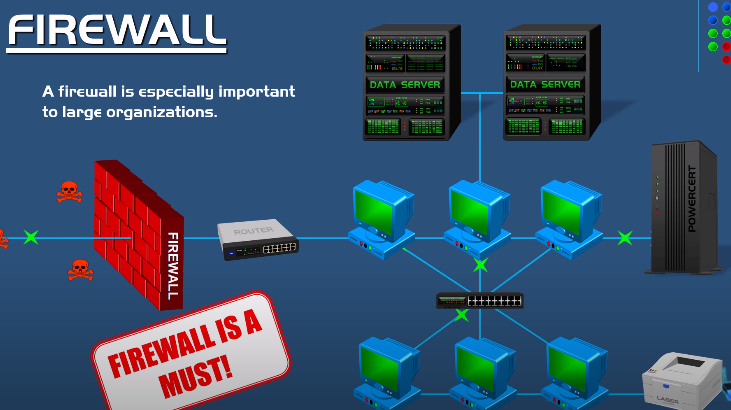 FIREWALL
A firewall is especially important
to large organizations.
DATA SERVER
DATA SERVER
POWERCERT
ROUTER
FIREWALL
FIREWALL IS A
MUST!
LASER